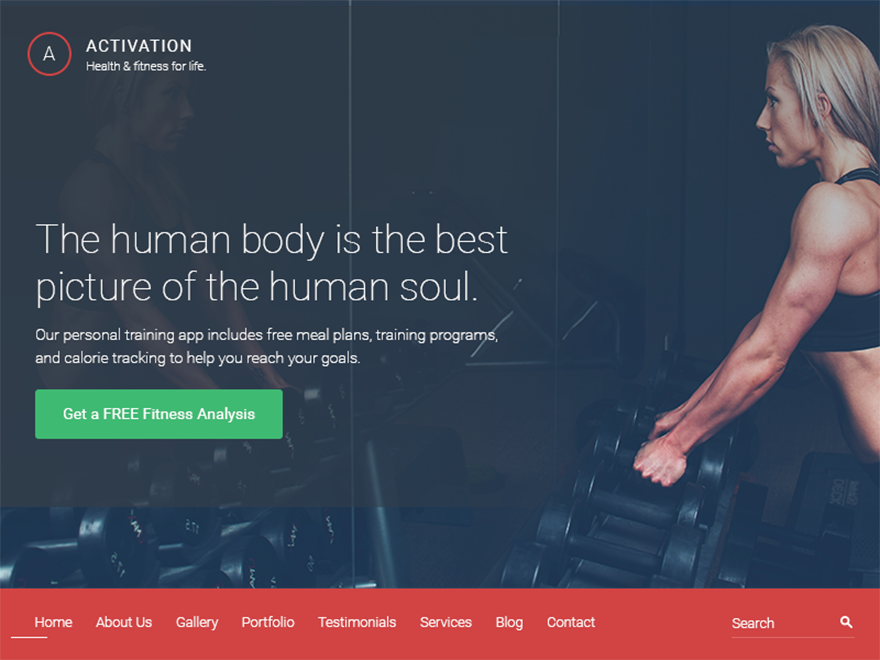 A
ACTIVATION
Health & fitness for life.
The human body is the best
picture of the human soul.
Our personal training app includes free meal plans, training programs,
and calorie tracking to help you reach your goals.
Get a FREE Fitness Analysis
Home About Us Gallery Portfolio Testimonials Services Blog Contact Search